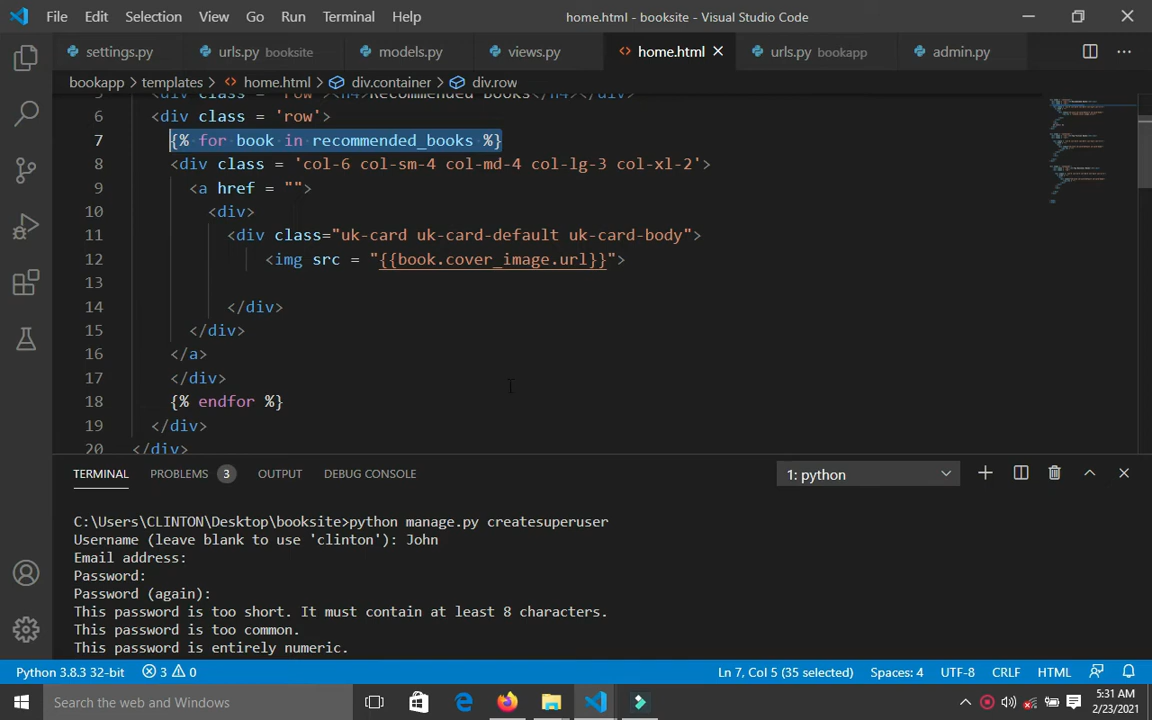 File Edit Selection View Go Run Terminal Help home.html - booksite - Visual Studio Code
settings.py urls.py booksite models.py views.py <> home.html urls.py bookapp admin.py
bookapp > templates > <> home.html > div.container > div.row
5 <div class = 'row'><h4>Recommended books</h4></div>
6 <div class = 'row'>
7 {% for book in recommended_books %}
8 <div class = 'col-6 col-sm-4 col-md-4 col-lg-3 col-xl-2'>
9 <a href = "">
10 <div>
11 <div class="uk-card uk-card-default uk-card-body">
12 <img src = "{{book.cover_image.url}}">
13
14 </div>
15 </div>
16 </a>
17 </div>
18 {% endfor %}
19 </div>
20 </div>
TERMINAL PROBLEMS 3 OUTPUT DEBUG CONSOLE 1: python
C:\Users\CLINTON\Desktop\booksite>python manage.py createsuperuser
Username (leave blank to use 'clinton'): John
Email address:
Password:
Password (again):
This password is too short. It must contain at least 8 characters.
This password is too common.
This password is entirely numeric.
Python 3.8.3 32-bit 3 0 Ln 7, Col 5 (35 selected) Spaces: 4 UTF-8 CRLF HTML
Search the web and Windows 5:31 AM
2/23/2021